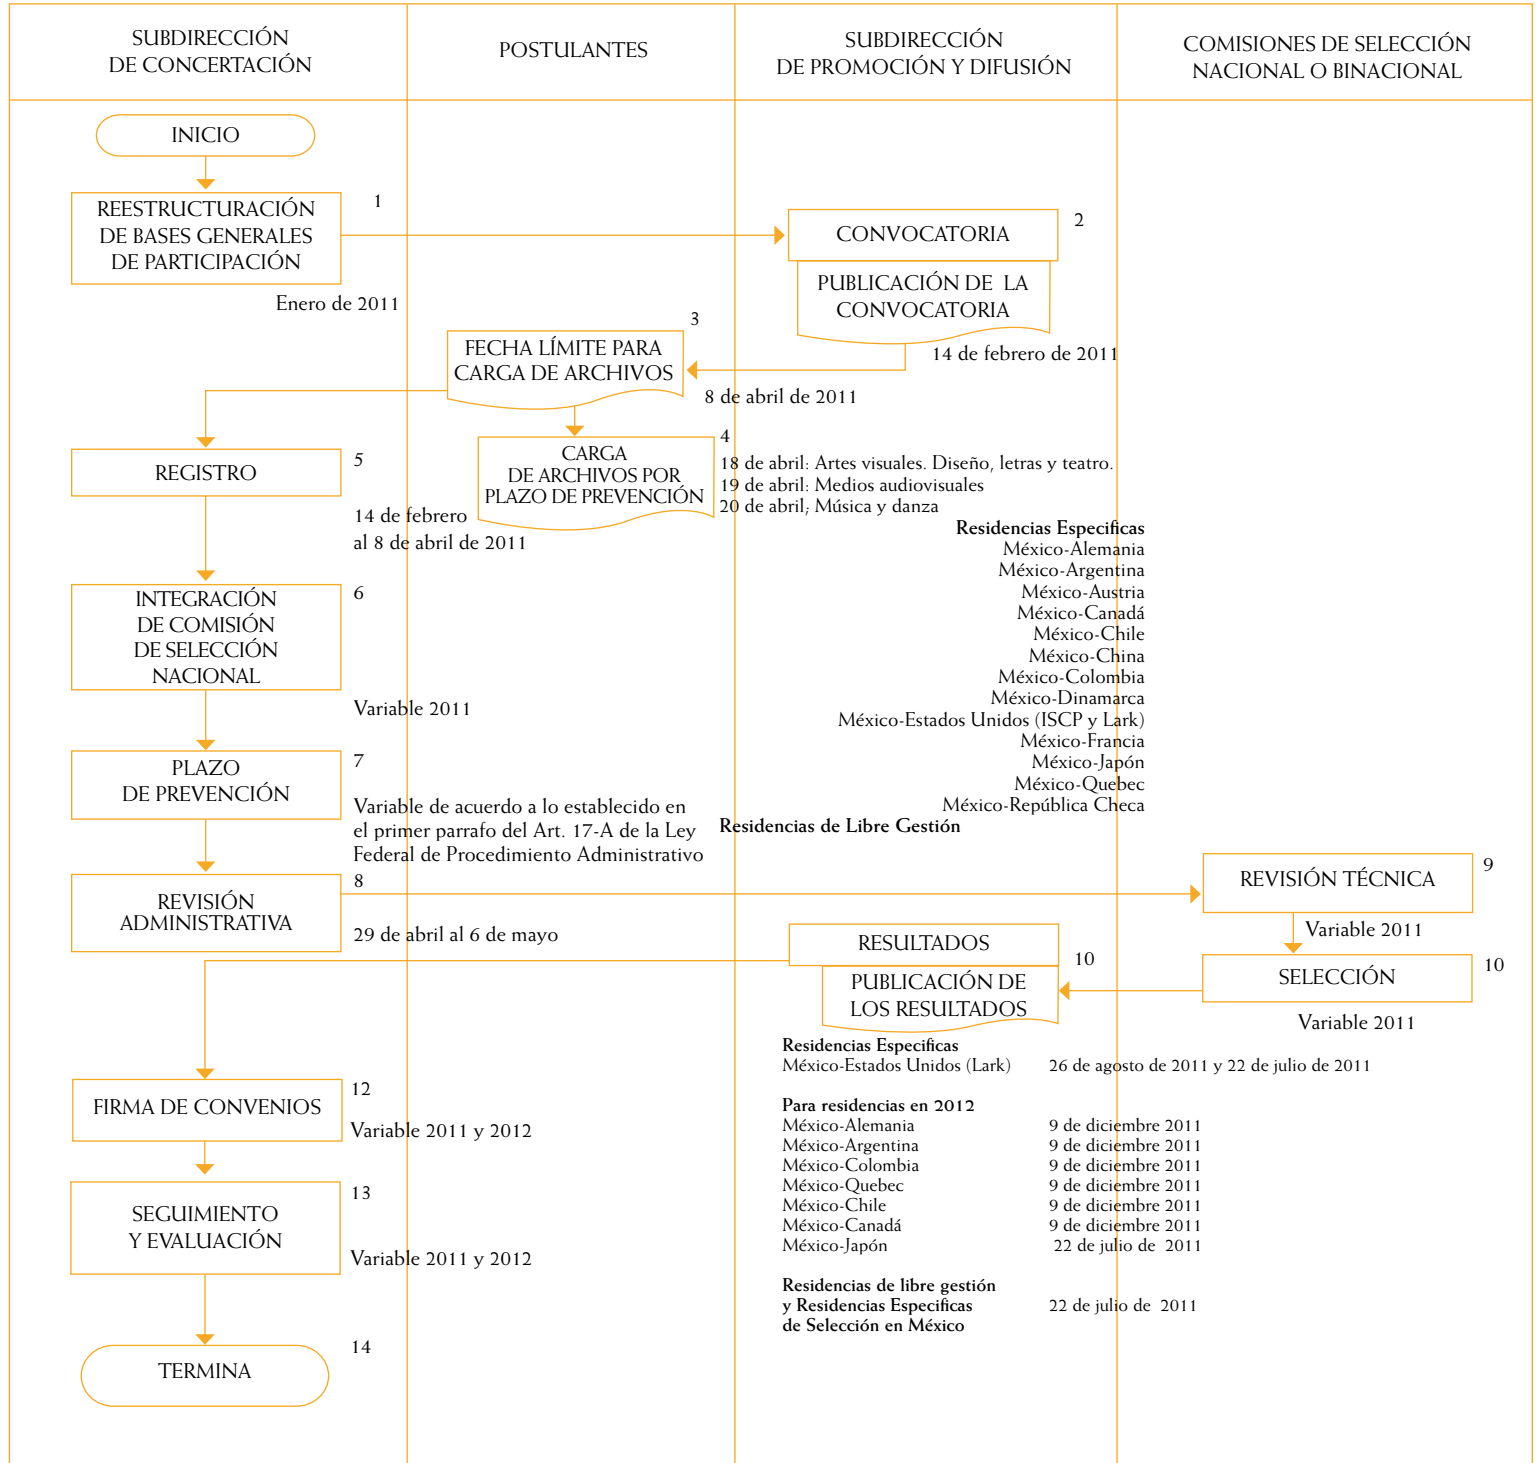 SUBDIRECCIÓN
DE CONCERTACIÓN
POSTULANTES
SUBDIRECCIÓN
DE PROMOCIÓN Y DIFUSIÓN
COMISIONES DE SELECCIÓN
NACIONAL O BINACIONAL
INICIO
1
REESTRUCTURACIÓN
DE BASES GENERALES
DE PARTICIPACIÓN
Enero de 2011
2
CONVOCATORIA
PUBLICACIÓN DE LA
CONVOCATORIA
14 de febrero de 2011
3
FECHA LÍMITE PARA
CARGA DE ARCHIVOS
8 de abril de 2011
4
CARGA
DE ARCHIVOS POR
PLAZO DE PREVENCIÓN
18 de abril: Artes visuales. Diseño, letras y teatro.
19 de abril: Medios audiovisuales
20 de abril; Música y danza
Residencias Especificas
México-Alemania
México-Argentina
México-Austria
México-Canadá
México-Chile
México-China
México-Colombia
México-Dinamarca
México-Estados Unidos (ISCP y Lark)
México-Francia
México-Japón
México-Quebec
México-República Checa
Residencias de Libre Gestión
5
REGISTRO
14 de febrero
al 8 de abril de 2011
6
INTEGRACIÓN
DE COMISIÓN
DE SELECCIÓN
NACIONAL
Variable 2011
7
PLAZO
DE PREVENCIÓN
Variable de acuerdo a lo establecido en
el primer parrafo del Art. 17-A de la Ley
Federal de Procedimiento Administrativo
8
REVISIÓN
ADMINISTRATIVA
29 de abril al 6 de mayo
9
REVISIÓN TÉCNICA
Variable 2011
10
SELECCIÓN
Variable 2011
RESULTADOS
10
PUBLICACIÓN DE
LOS RESULTADOS
Residencias Especificas
México-Estados Unidos (Lark) 26 de agosto de 2011 y 22 de julio de 2011
Para residencias en 2012
México-Alemania 9 de diciembre 2011
México-Argentina 9 de diciembre 2011
México-Colombia 9 de diciembre 2011
México-Quebec 9 de diciembre 2011
México-Chile 9 de diciembre 2011
México-Canadá 9 de diciembre 2011
México-Japón 22 de julio de 2011
Residencias de libre gestión
y Residencias Especificas 22 de julio de 2011
de Selección en México
12
FIRMA DE CONVENIOS
Variable 2011 y 2012
13
SEGUIMIENTO
Y EVALUACIÓN
Variable 2011 y 2012
14
TERMINA